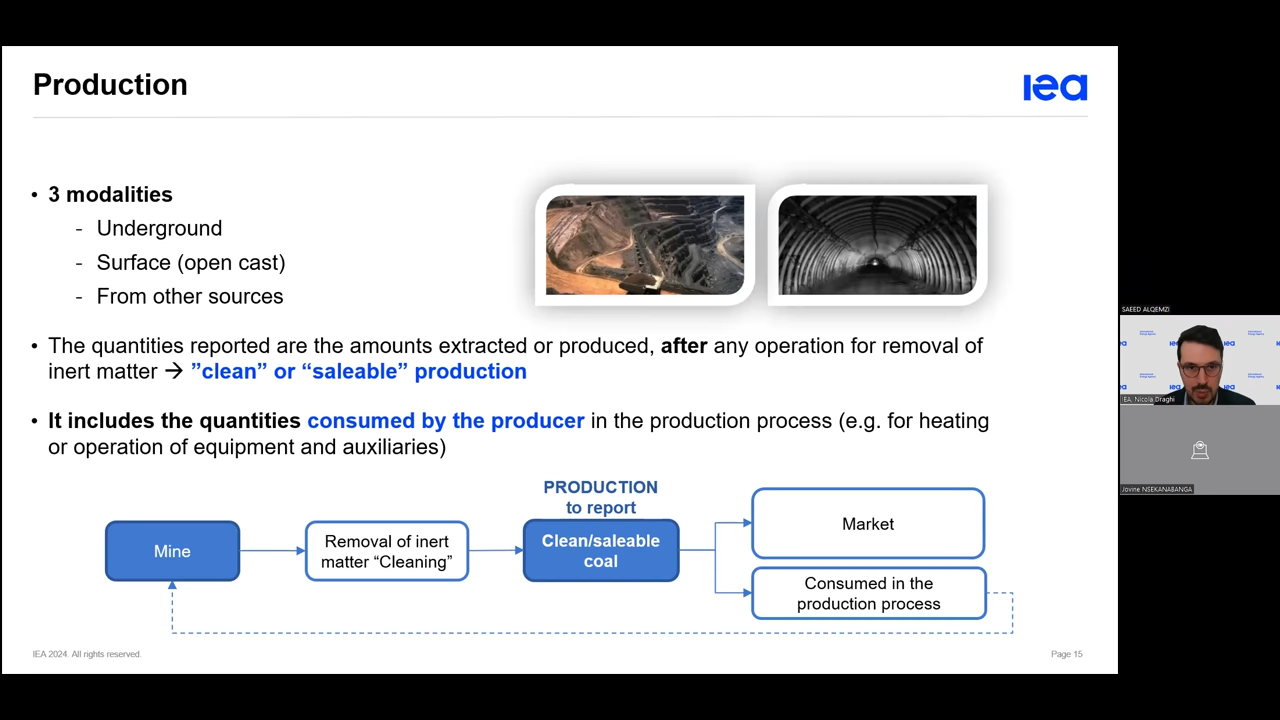 Production
iea
• 3 modalities
- Underground
- Surface (open cast)
- From other sources
• The quantities reported are the amounts extracted or produced, after any operation for removal of
inert matter → ”clean” or “saleable” production
• It includes the quantities consumed by the producer in the production process (e.g. for heating
or operation of equipment and auxiliaries)
PRODUCTION
to report
Mine
Removal of inert
matter “Cleaning”
Clean/saleable
coal
Market
Consumed in the
production process
IEA 2024. All rights reserved.
Page 15
SAEED ALQEMZI
iea
iea
iea
iea
IEA, Nicola Draghi
Jovine NSEKANABANGA